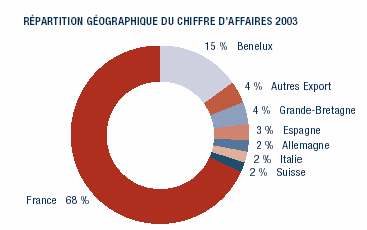 RÉPARTITION GÉOGRAPHIQUE DU CHIFFRE D'AFFAIRES 2003
15 % Benelux
4 % Autres Export
4 % Grande-Bretagne
3 % Espagne
2 % Allemagne
2 % Italie
2 % Suisse
France 68 %